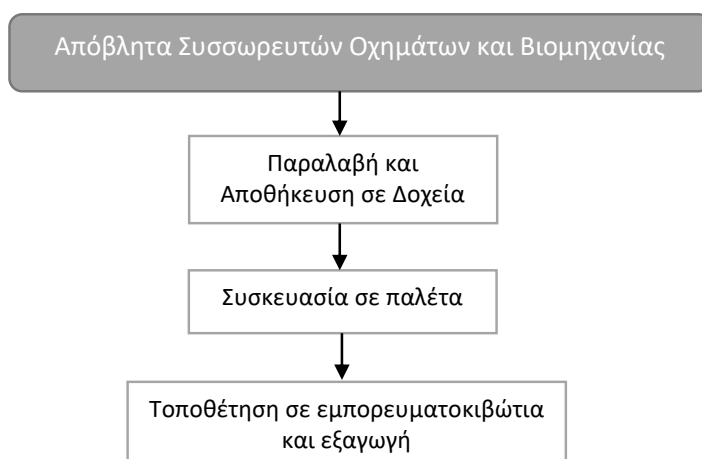 Απόβλητα Συσσωρευτών Οχημάτων και Βιομηχανίας
Παραλαβή και
Αποθήκευση σε Δοχεία
Συσκευασία σε παλέτα
Τοποθέτηση σε εμπορευματοκιβώτια
και εξαγωγή